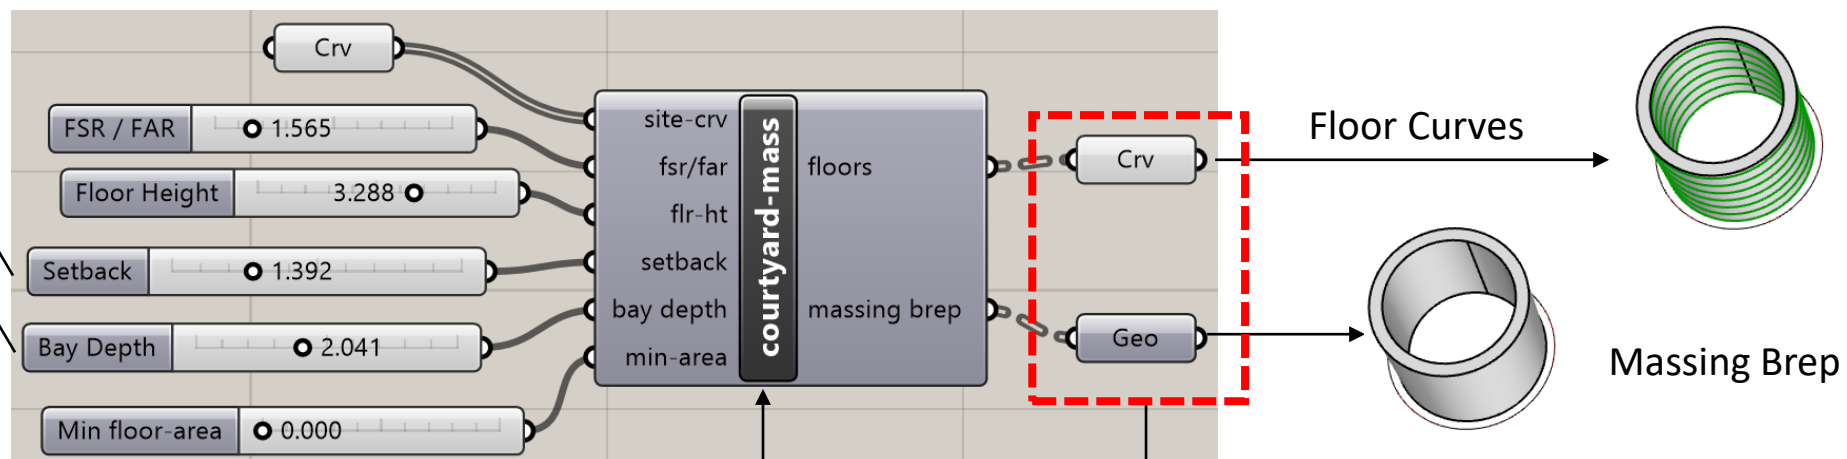 Crv
FSR / FAR 1.565
Floor Height 3.288
Setback 1.392
Bay Depth 2.041
Min floor-area 0.000
site-crv
fsr/far
flr-ht
setback
bay depth
min-area
courtyard-mass
floors
massing brep
Crv
Geo
Floor Curves
Massing Brep